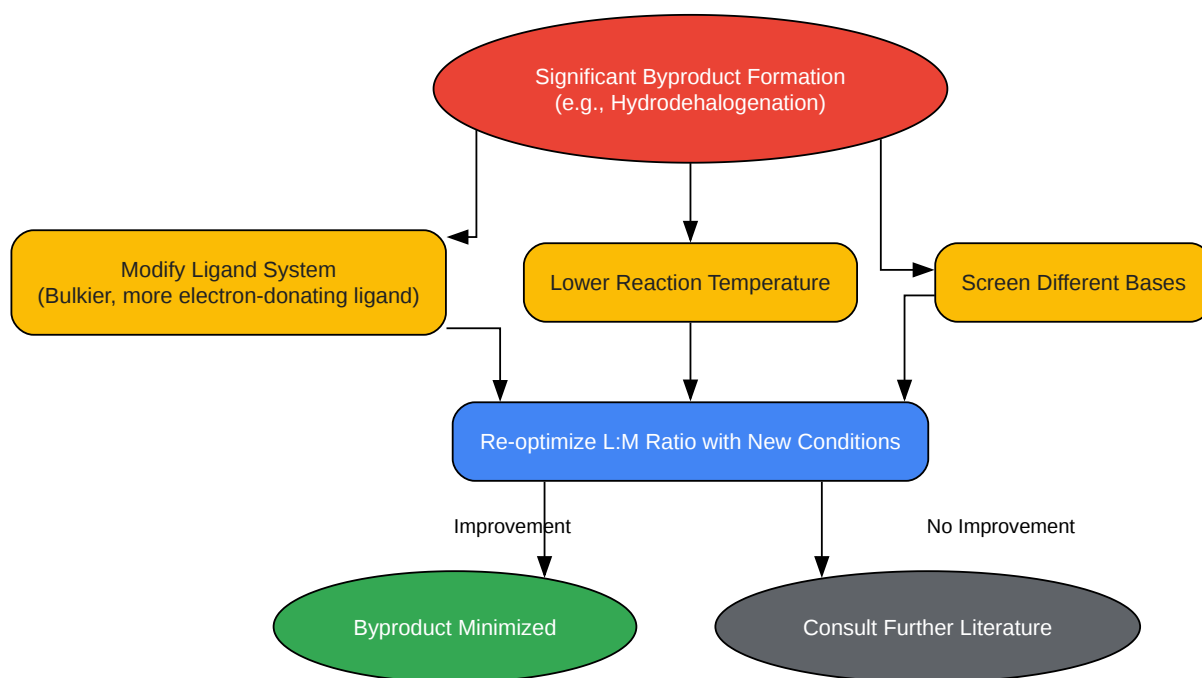 Significant Byproduct Formation
(e.g., Hydrodehalogenation)
Modify Ligand System
(Bulkier, more electron-donating ligand)
Lower Reaction Temperature
Screen Different Bases
Re-optimize L:M Ratio with New Conditions
Improvement
No Improvement
Byproduct Minimized
Consult Further Literature